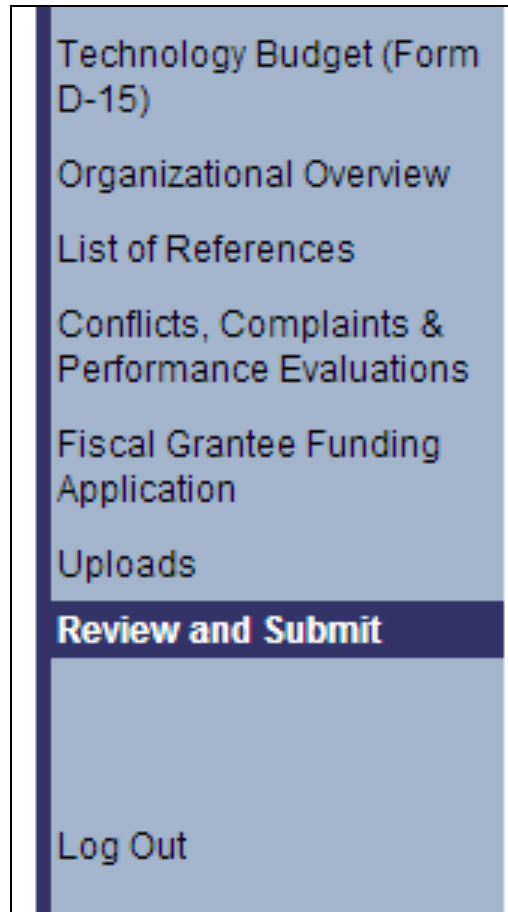 Technology Budget (Form
D-15)
Organizational Overview
List of References
Conflicts, Complaints &
Performance Evaluations
Fiscal Grantee Funding
Application
Uploads
Review and Submit
Log Out